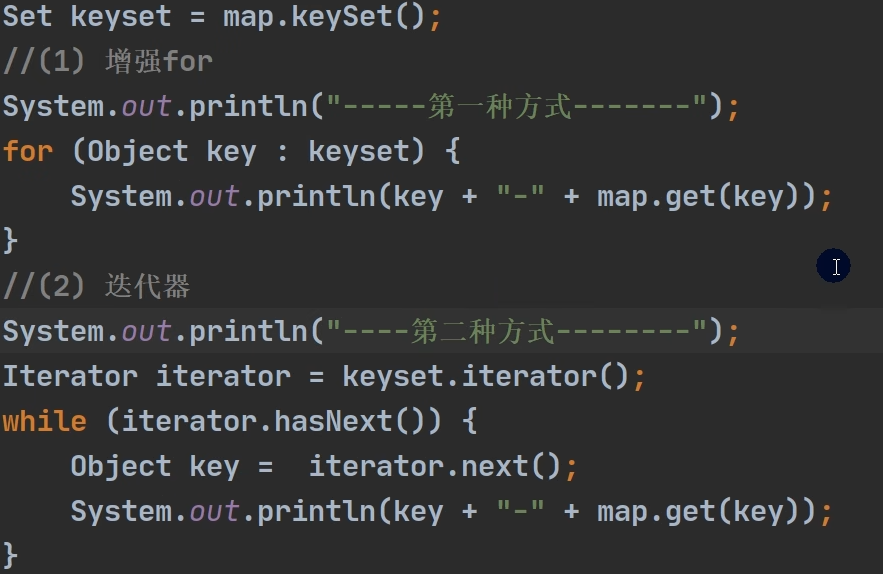 Set keyset = map.keySet();
//(1) 增强for
System.out.println("-----第一种方式-------");
for (Object key : keyset) {
    System.out.println(key + "-" + map.get(key));
}
//(2) 迭代器
System.out.println("----第二种方式--------");
Iterator iterator = keyset.iterator();
while (iterator.hasNext()) {
    Object key =  iterator.next();
    System.out.println(key + "-" + map.get(key));
}